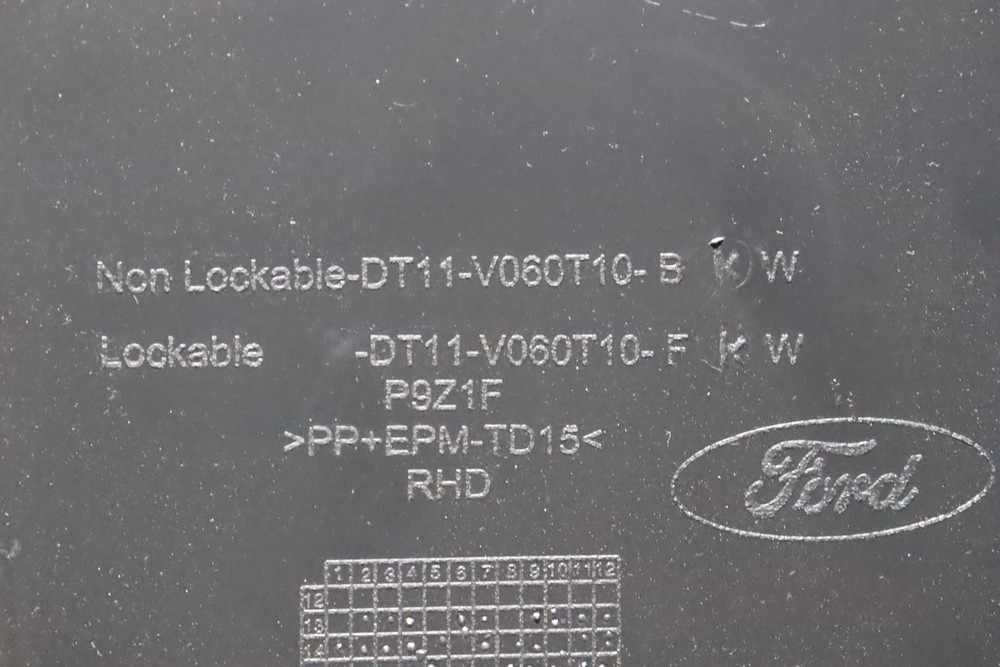 Non Lockable-DT11-V060T10- B K W
Lockable -DT11-V060T10- F K W
P9Z1F
>PP+EPM-TD15<
RHD
Ford
1 2 3 4 5 6 7 8 9 10 11 12
12
13
14